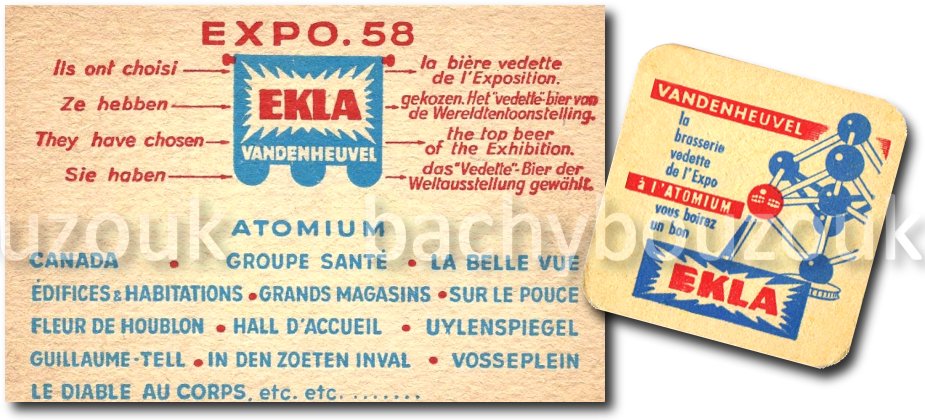 EXPO.58
Ils ont choisi
la bière vedette
de l'Exposition.
Ze hebben
gekozen. Het "vedette"-bier van
de Wereldtentoonstelling.
They have chosen
the top beer
of the Exhibition.
Sie haben
das "Vedette"-Bier der
Weltausstellung gewählt.
EKLA
VANDENHEUVEL
ATOMIUM
CANADA • GROUPE SANTÉ • LA BELLE VUE
ÉDIFICES & HABITATIONS • GRANDS MAGASINS • SUR LE POUCE
FLEUR DE HOUBLON • HALL D'ACCUEIL • UYLENSPIEGEL
GUILLAUME-TELL • IN DEN ZOETEN INVAL • VOSSEPLEIN
LE DIABLE AU CORPS, etc. etc. ........
VANDENHEUVEL
la
brasserie
vedette
de l'Expo
à l'ATOMIUM
vous boirez
un bon
EKLA
uzouk bachybouzouk